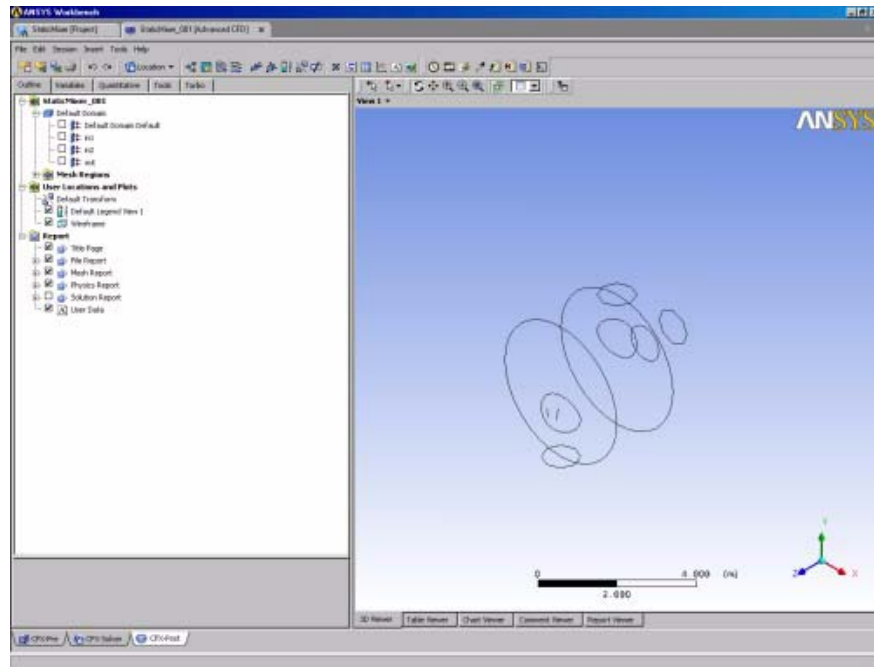 ANSYS Workbench
StaticMixer [Project]
StaticMixer_001 [Advanced CFD]
File Edit Session Insert Tools Help
Location
Outline Variables Quantitative Tools Turbo
StaticMixer_001
Default Domain
Default Domain Default
in1
in2
out
Mesh Regions
User Locations and Plots
Default Transform
Default Legend View 1
Wireframe
Report
Title Page
File Report
Mesh Report
Physics Report
Solution Report
User Data
View 1
ANSYS
0 4.000 (m)
2.000
Y
Z X
3D Viewer Table Viewer Chart Viewer Comment Viewer Report Viewer
CFX-Pre CFX-Solver CFX-Post